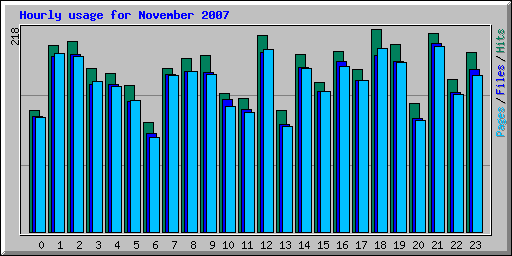 Hourly usage for November 2007
218
Pages/Files/Hits
0 1 2 3 4 5 6 7 8 9 10 11 12 13 14 15 16 17 18 19 20 21 22 23